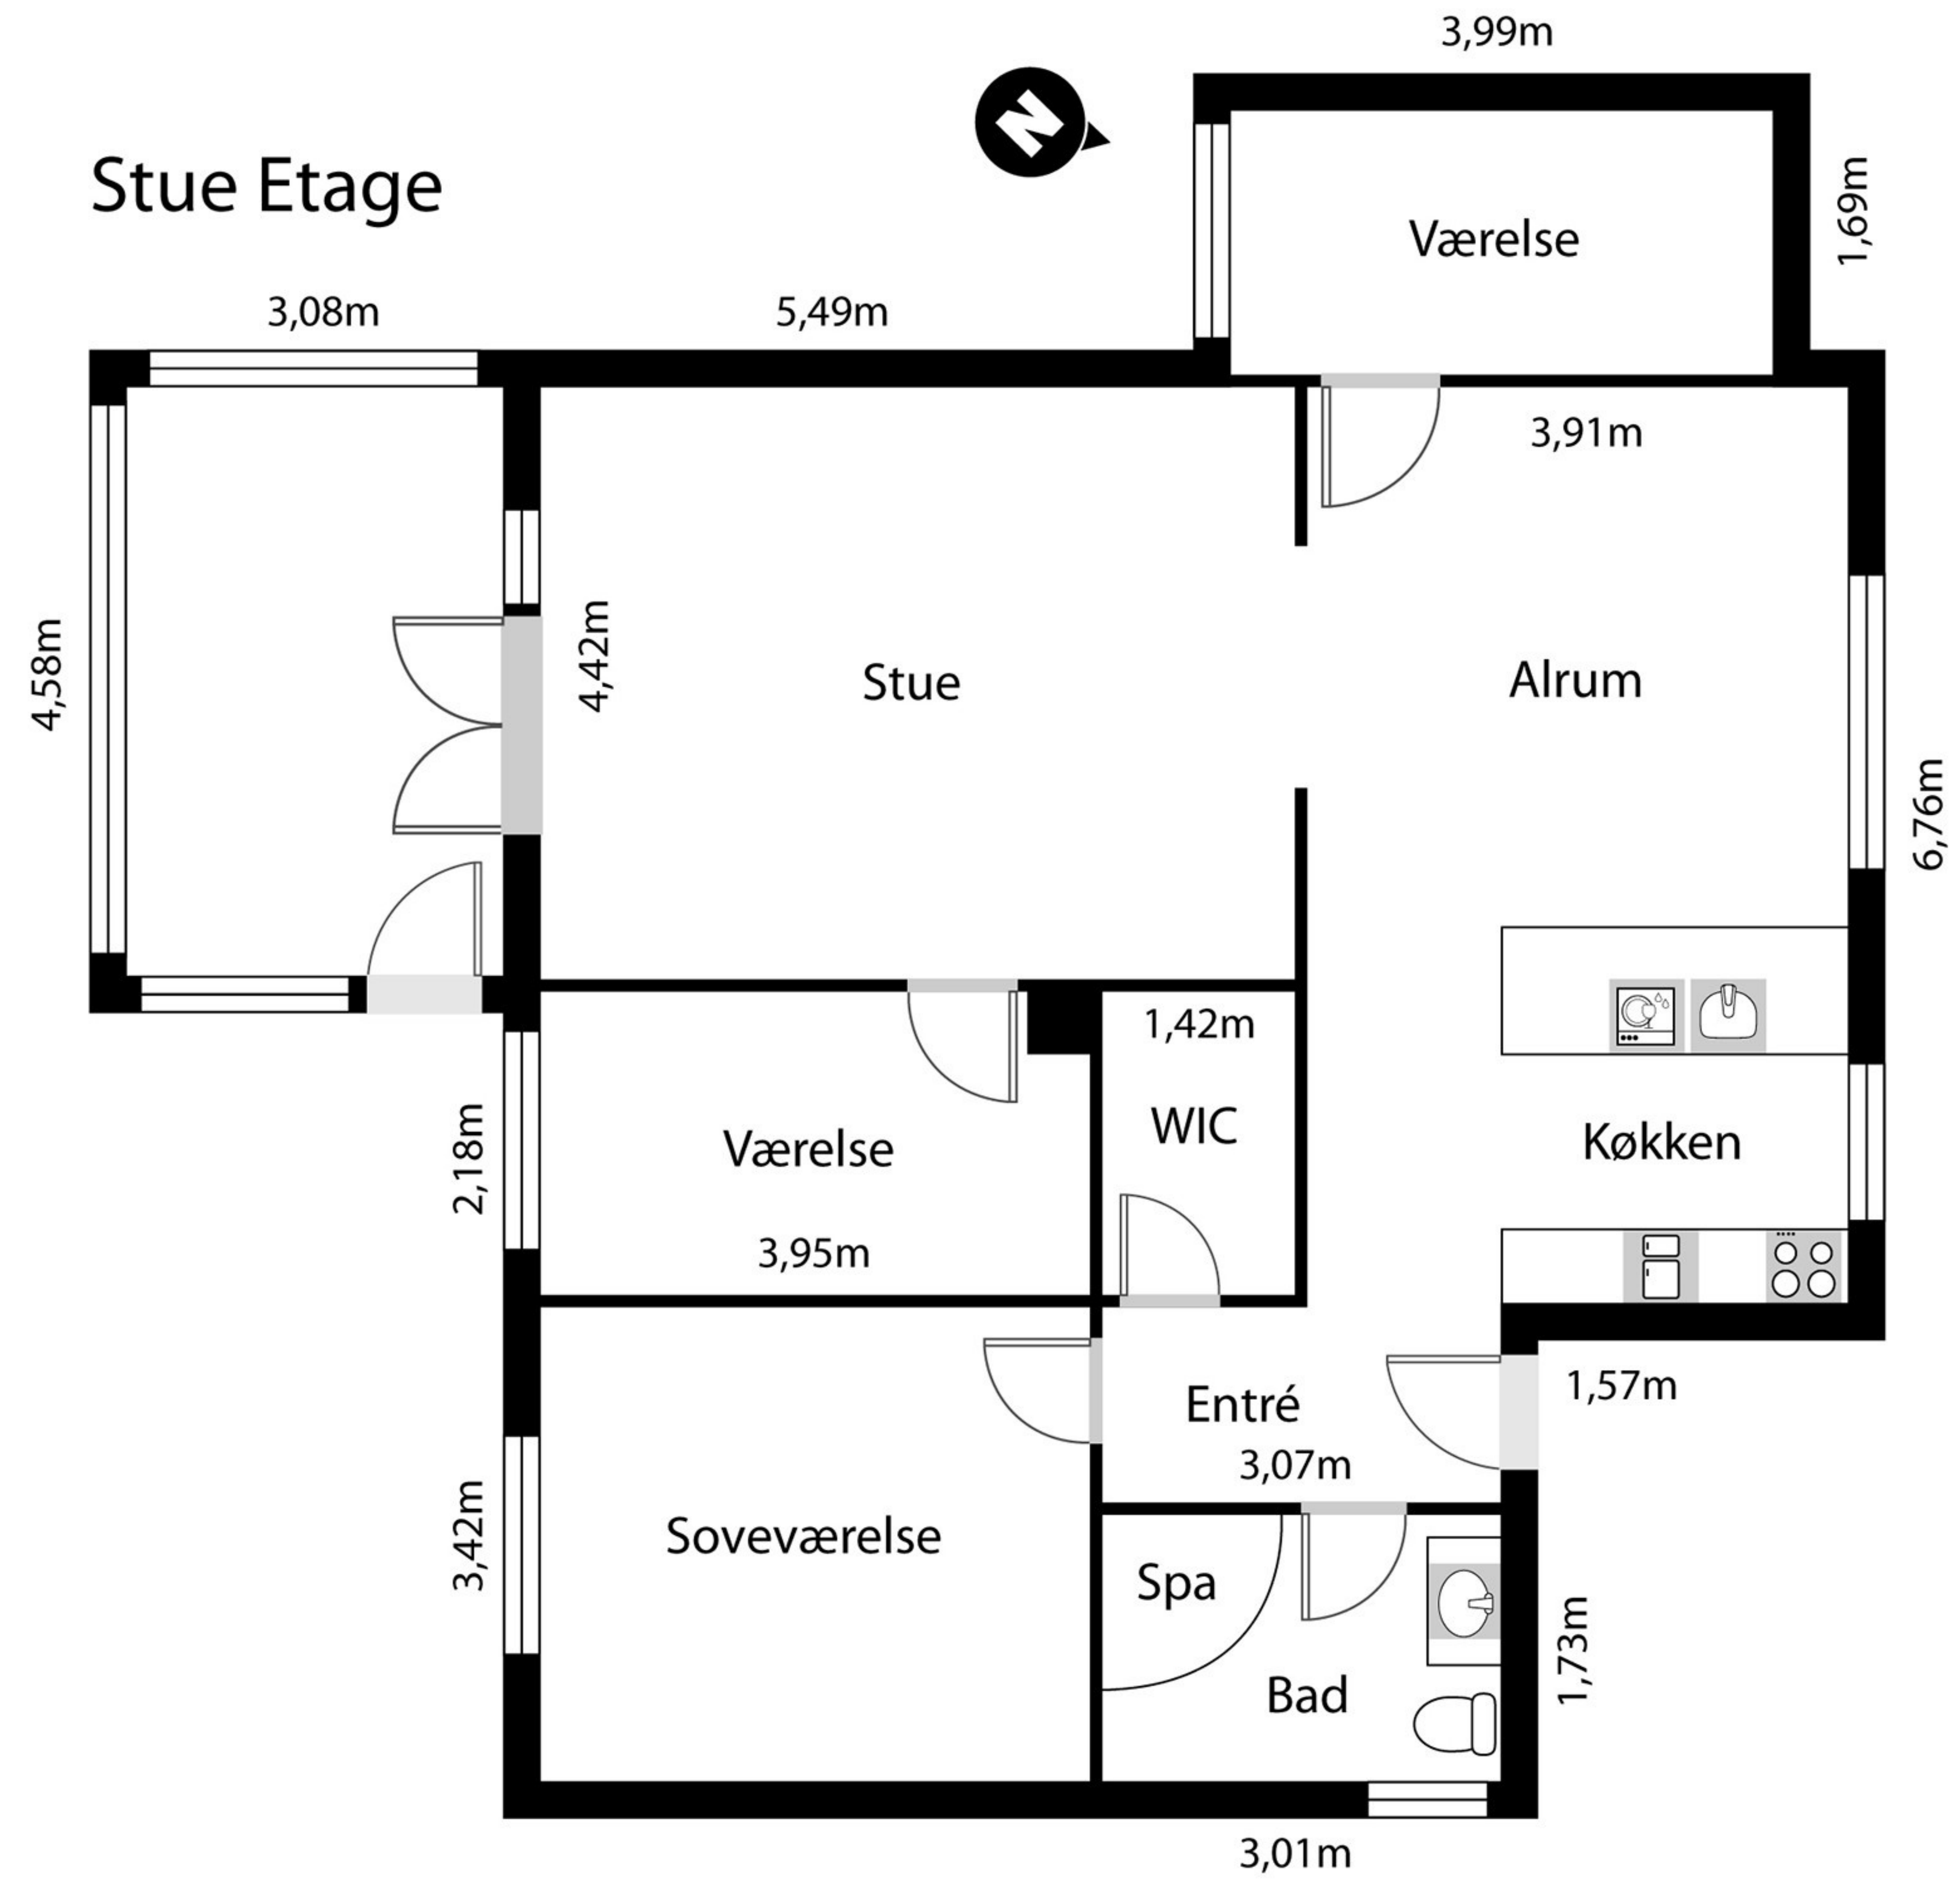 3,99m
N
Stue Etage
1,69m
Værelse
3,08m
5,49m
3,91m
4,58m
4,42m
Stue
Alrum
6,76m
1,42m
WIC
2,18m
Værelse
Køkken
3,95m
1,57m
Entré
3,07m
3,42m
Soveværelse
Spa
1,73m
Bad
3,01m